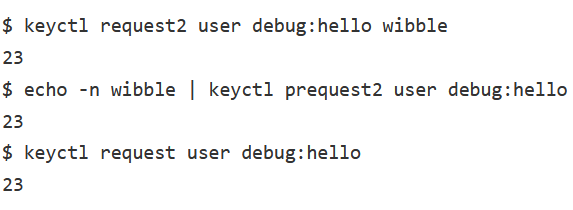 $ keyctl request2 user debug:hello wibble
23
$ echo -n wibble | keyctl prequest2 user debug:hello
23
$ keyctl request user debug:hello
23